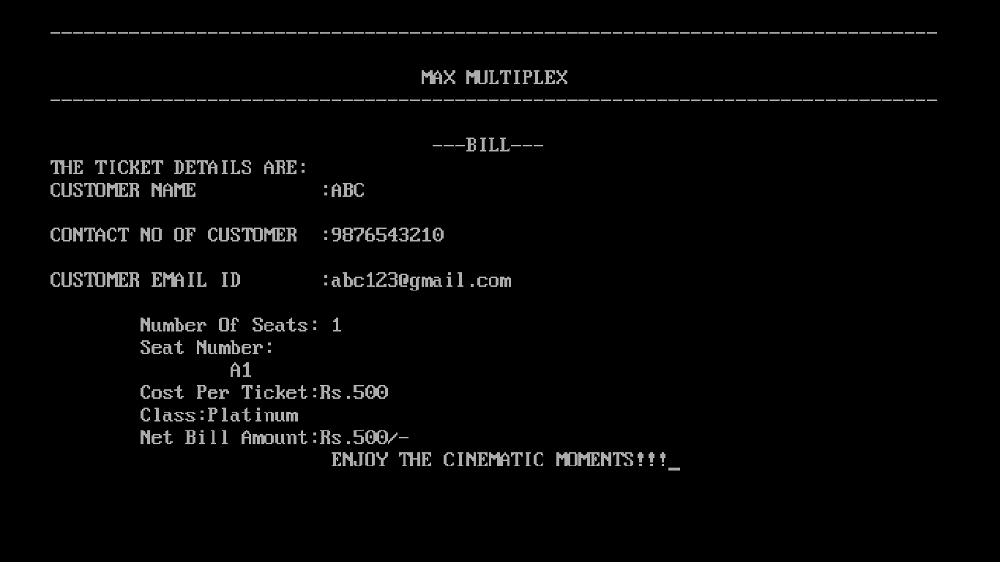 --------------------------------------------------------------------------------
MAX MULTIPLEX
--------------------------------------------------------------------------------
---BILL---
THE TICKET DETAILS ARE:
CUSTOMER NAME :ABC
CONTACT NO OF CUSTOMER :9876543210
CUSTOMER EMAIL ID :abc123@gmail.com
Number Of Seats: 1
Seat Number:
A1
Cost Per Ticket:Rs.500
Class:Platinum
Net Bill Amount:Rs.500/-
ENJOY THE CINEMATIC MOMENTS!!!_